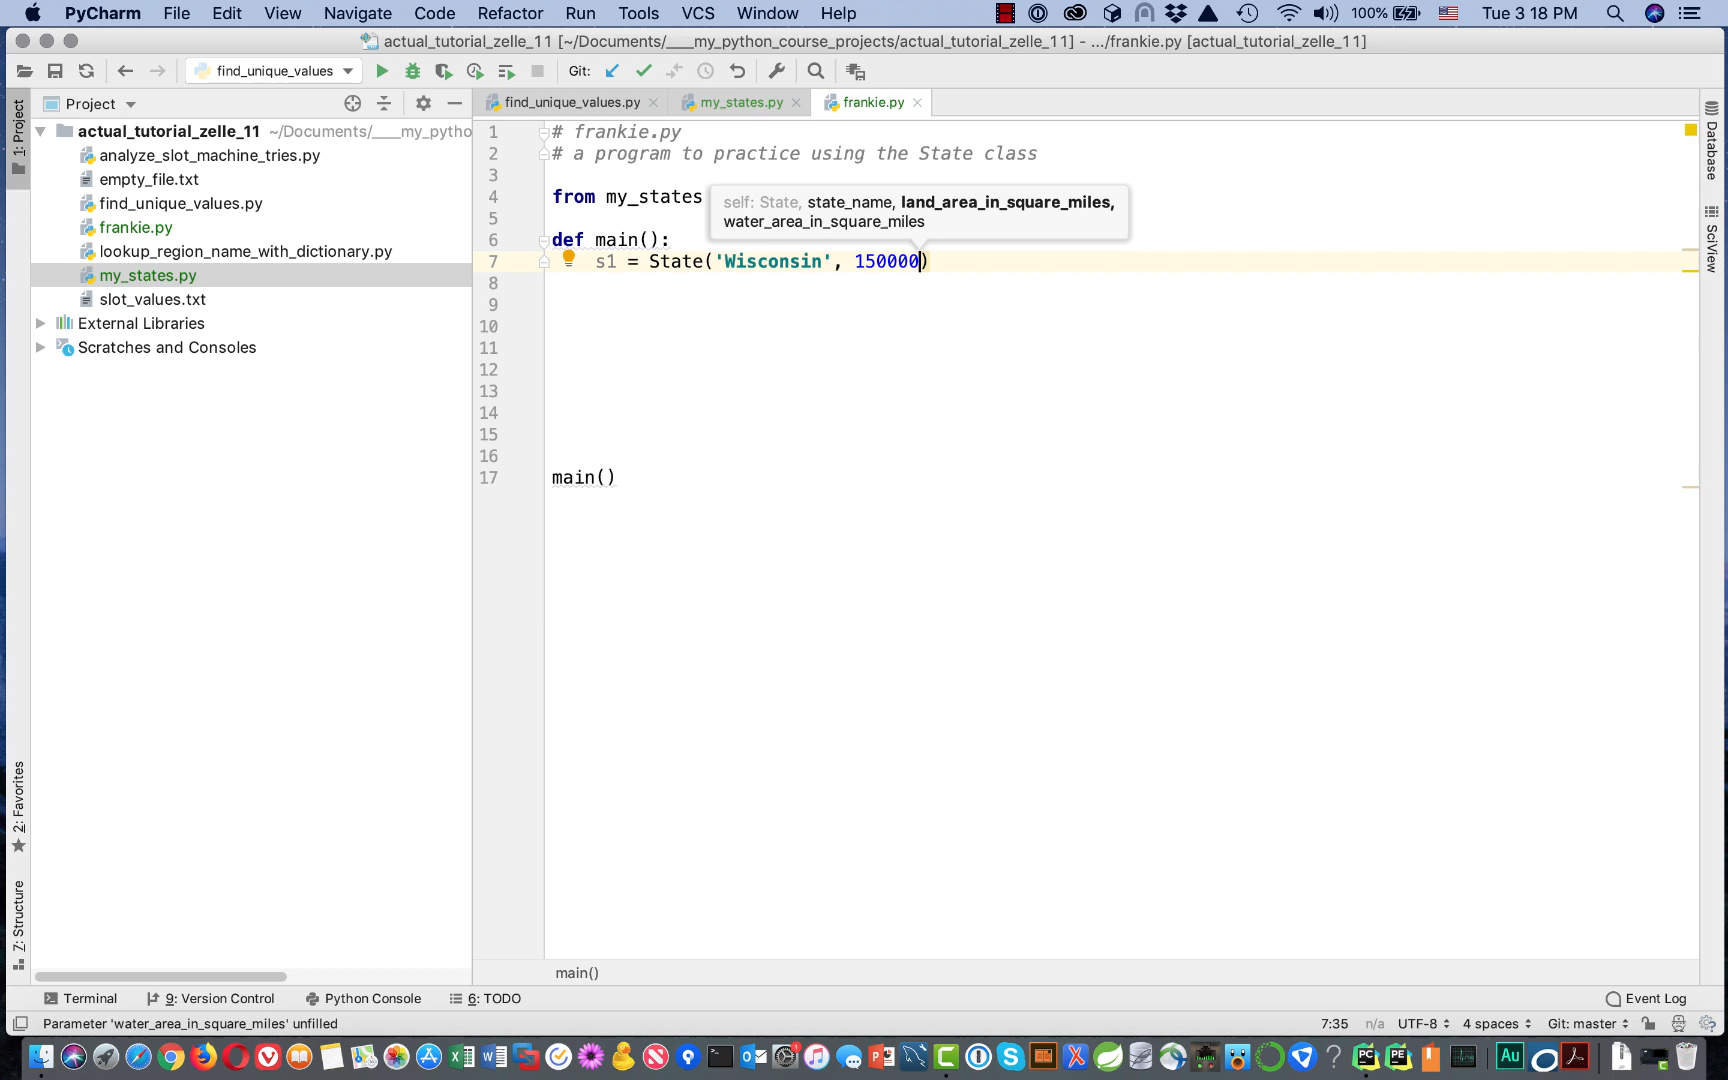 PyCharm File Edit View Navigate Code Refactor Run Tools VCS Window Help 100% Tue 3 18 PM
actual_tutorial_zelle_11 [~/Documents/___my_python_course_projects/actual_tutorial_zelle_11] - .../frankie.py [actual_tutorial_zelle_11]
find_unique_values Git:
Project find_unique_values.py my_states.py frankie.py
1: Project
actual_tutorial_zelle_11 ~/Documents/___my_pytho
analyze_slot_machine_tries.py
empty_file.txt
find_unique_values.py
frankie.py
lookup_region_name_with_dictionary.py
my_states.py
slot_values.txt
External Libraries
Scratches and Consoles
2: Favorites
7: Structure
1 # frankie.py
2 # a program to practice using the State class
3
4 from my_states
self: State, state_name, land_area_in_square_miles,
water_area_in_square_miles
5
6 def main():
7 s1 = State('Wisconsin', 150000)
8
9
10
11
12
13
14
15
16
17 main()
Database
SciView
main()
Terminal 9: Version Control Python Console 6: TODO Event Log
Parameter 'water_area_in_square_miles' unfilled 7:35 n/a UTF-8 4 spaces Git: master
PC PE Au